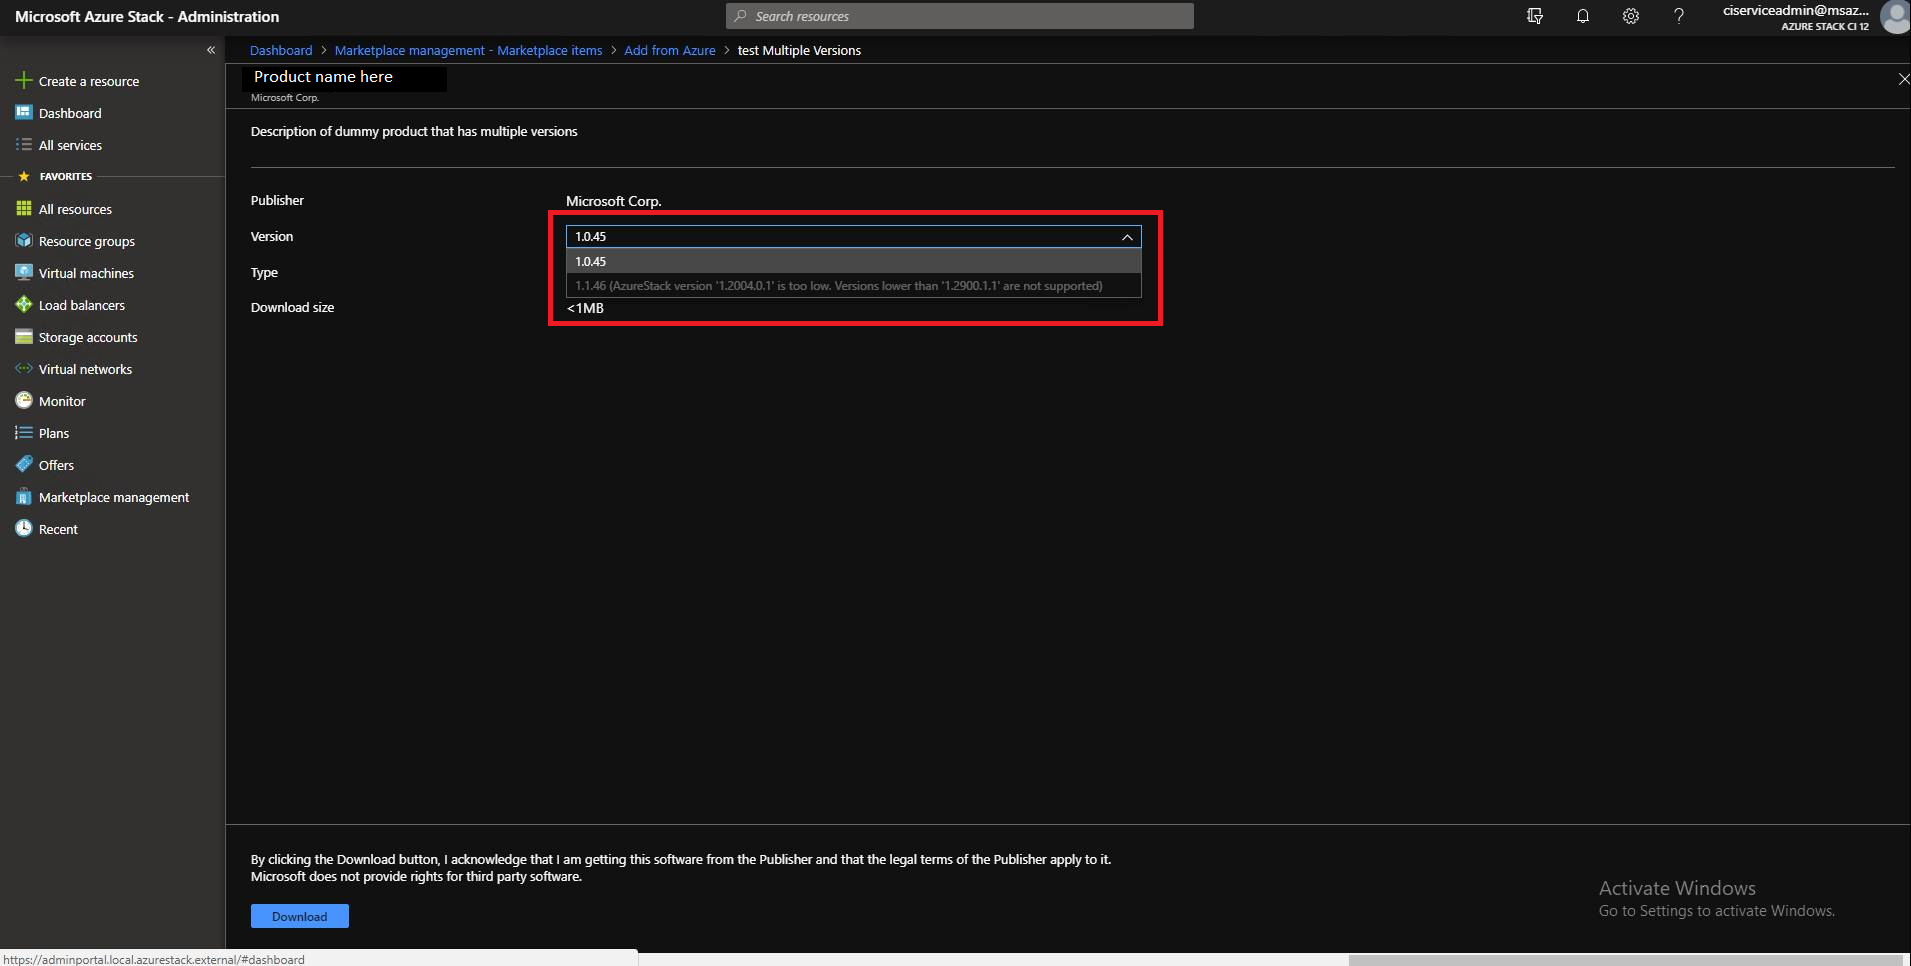 Microsoft Azure Stack - Administration
Search resources
ciserviceadmin@msaz...
AZURE STACK CI 12
«
Dashboard > Marketplace management - Marketplace items > Add from Azure > test Multiple Versions
Create a resource
Dashboard
All services
FAVORITES
All resources
Resource groups
Virtual machines
Load balancers
Storage accounts
Virtual networks
Monitor
Plans
Offers
Marketplace management
Recent
Product name here
Microsoft Corp.
Description of dummy product that has multiple versions
Publisher
Microsoft Corp.
Version
1.0.45
1.0.45
1.1.46 (AzureStack version '1.2004.0.1' is too low. Versions lower than '1.2900.1.1' are not supported)
Type
Download size
<1MB
By clicking the Download button, I acknowledge that I am getting this software from the Publisher and that the legal terms of the Publisher apply to it.
Microsoft does not provide rights for third party software.
Download
Activate Windows
Go to Settings to activate Windows.
https://adminportal.local.azurestack.external/#dashboard